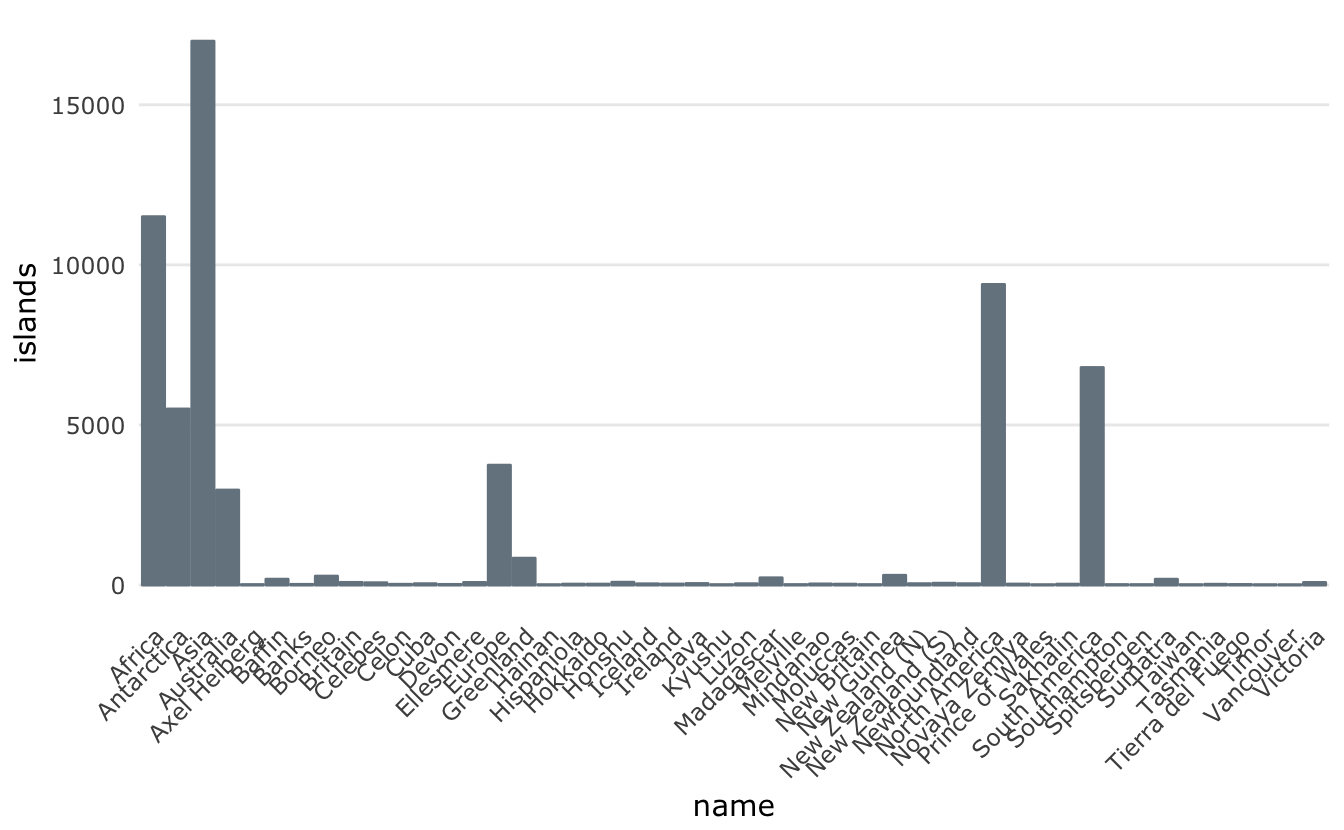 15000
10000
5000
0
islands
Africa
Antarctica
Asia
Australia
Axel Heiberg
Baffin
Banks
Borneo
Britain
Celebes
Celon
Cuba
Devon
Ellesmere
Europe
Greenland
Hainan
Hispaniola
Hokkaido
Honshu
Iceland
Ireland
Java
Kyushu
Luzon
Madagascar
Melville
Mindanao
Moluccas
New Britain
New Guinea
New Zealand (N)
New Zealand (S)
Newfoundland
North America
Novaya Zemlya
Prince of Wales
Sakhalin
South America
Southampton
Spitsbergen
Sumatra
Taiwan
Tasmania
Tierra del Fuego
Timor
Vancouver
Victoria
name